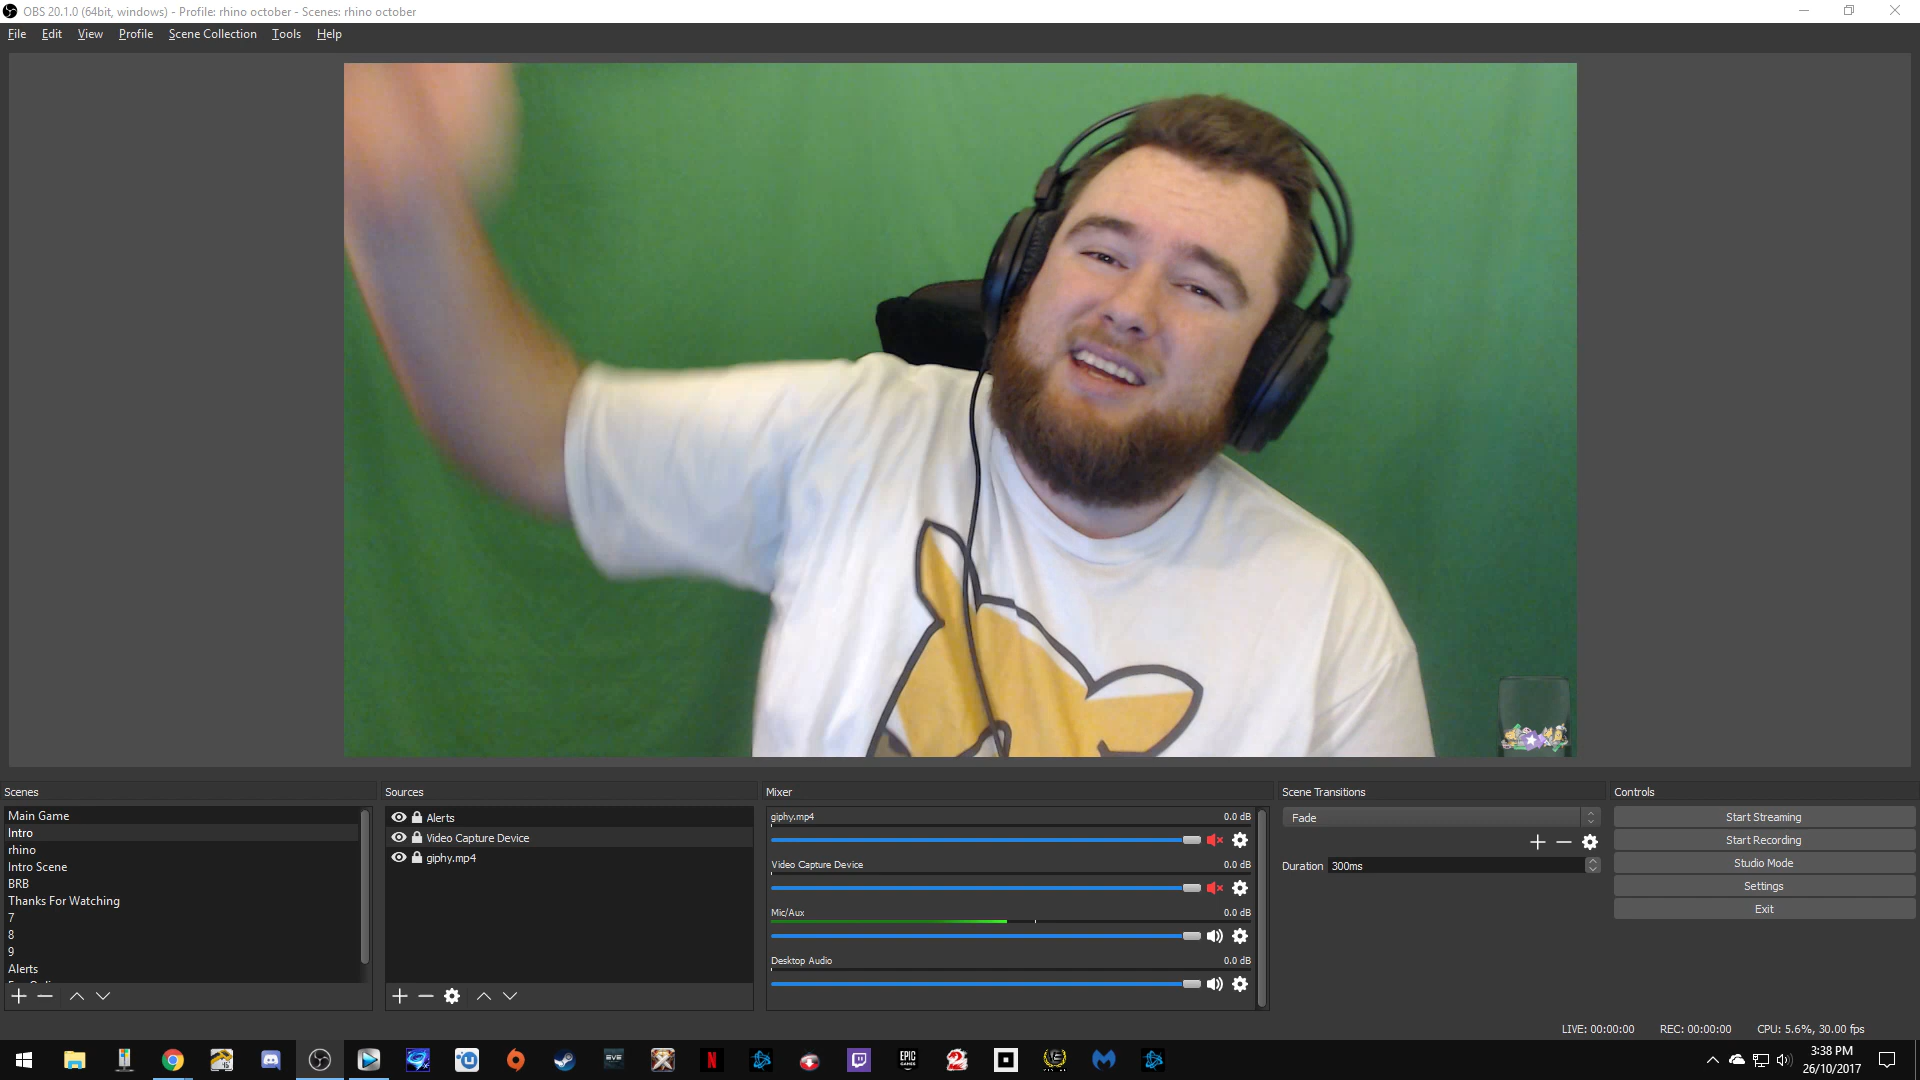 OBS 20.1.0 (64bit, windows) - Profile: rhino october - Scenes: rhino october
File Edit View Profile Scene Collection Tools Help
Scenes
Main Game
Intro
rhino
Intro Scene
BRB
Thanks For Watching
7
8
9
Alerts
Sources
Alerts
Video Capture Device
giphy.mp4
Mixer
giphy.mp4 0.0 dB
Video Capture Device 0.0 dB
Mic/Aux 0.0 dB
Desktop Audio 0.0 dB
Scene Transitions
Fade
Duration 300ms
Controls
Start Streaming
Start Recording
Studio Mode
Settings
Exit
LIVE: 00:00:00 REC: 00:00:00 CPU: 5.6%, 30.00 fps
EVE
N
EPIC
GAMES
2
3:38 PM
26/10/2017